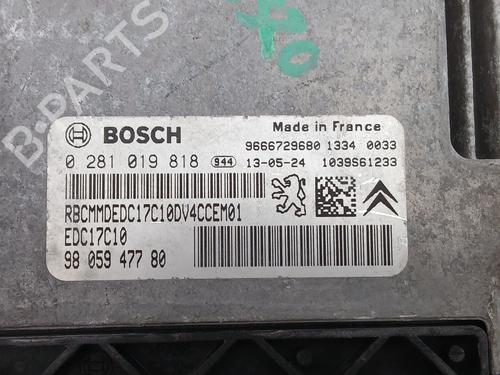 BOSCH
Made in France
9666729680 1334 0033
0 281 019 818 944 13-05-24 1039S61233
RBCMMDEDC17C10DV4CCEM01
EDC17C10
98 059 477 80
B-PARTS
70